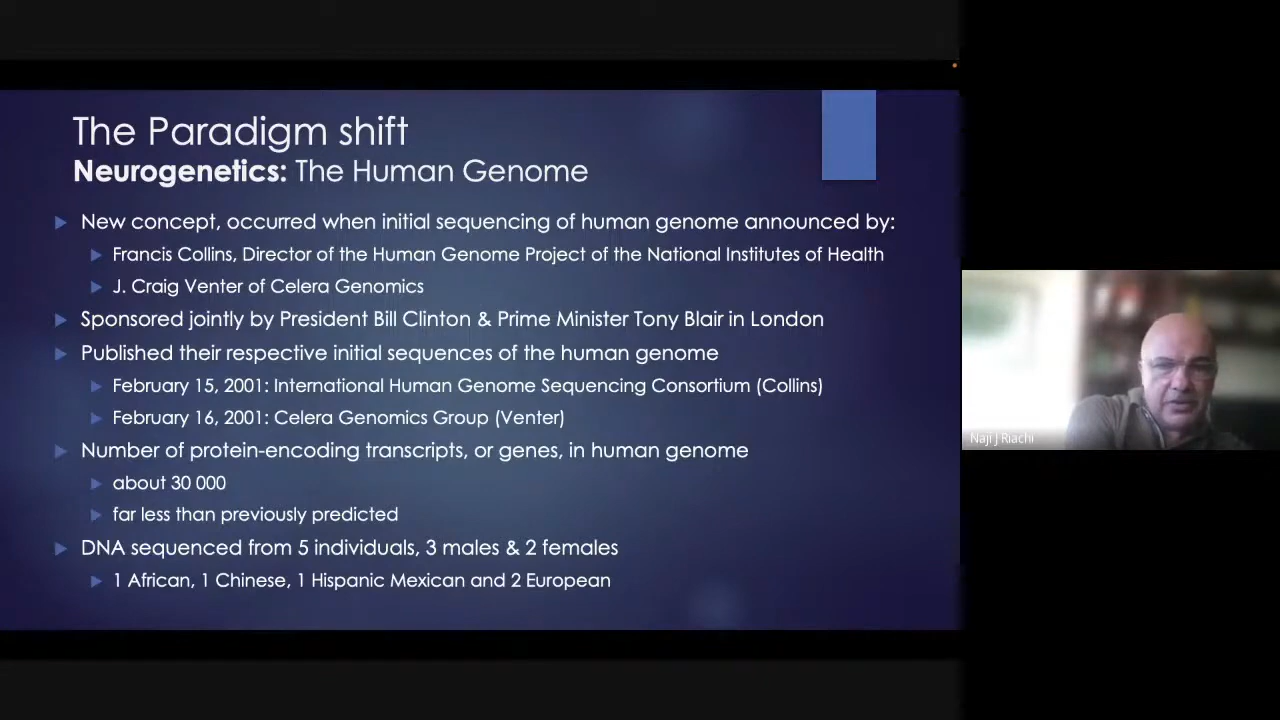 The Paradigm shift
Neurogenetics: The Human Genome
New concept, occurred when initial sequencing of human genome announced by:
Francis Collins, Director of the Human Genome Project of the National Institutes of Health
J. Craig Venter of Celera Genomics
Sponsored jointly by President Bill Clinton & Prime Minister Tony Blair in London
Published their respective initial sequences of the human genome
February 15, 2001: International Human Genome Sequencing Consortium (Collins)
February 16, 2001: Celera Genomics Group (Venter)
Number of protein-encoding transcripts, or genes, in human genome
about 30 000
far less than previously predicted
DNA sequenced from 5 individuals, 3 males & 2 females
1 African, 1 Chinese, 1 Hispanic Mexican and 2 European
Naji J Riachi